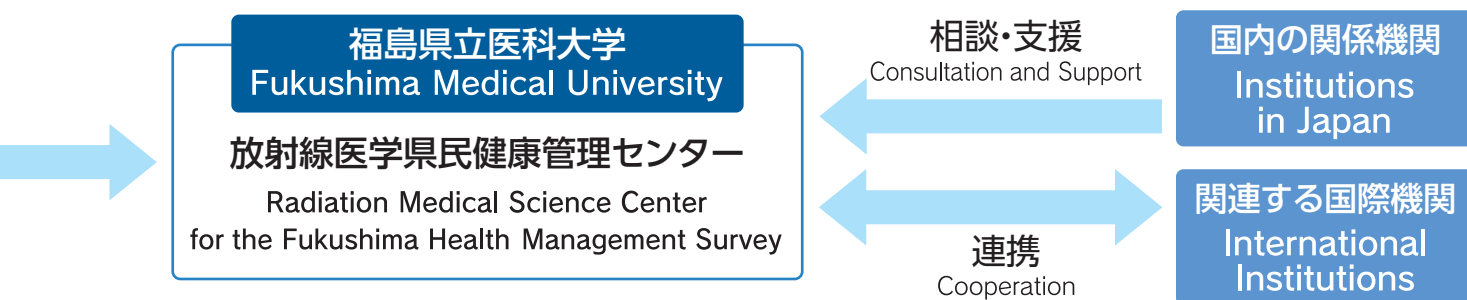 福島県立医科大学
Fukushima Medical University
放射線医学県民健康管理センター
Radiation Medical Science Center
for the Fukushima Health Management Survey
相談・支援
Consultation and Support
連携
Cooperation
国内の関係機関
Institutions
in Japan
関連する国際機関
International
Institutions